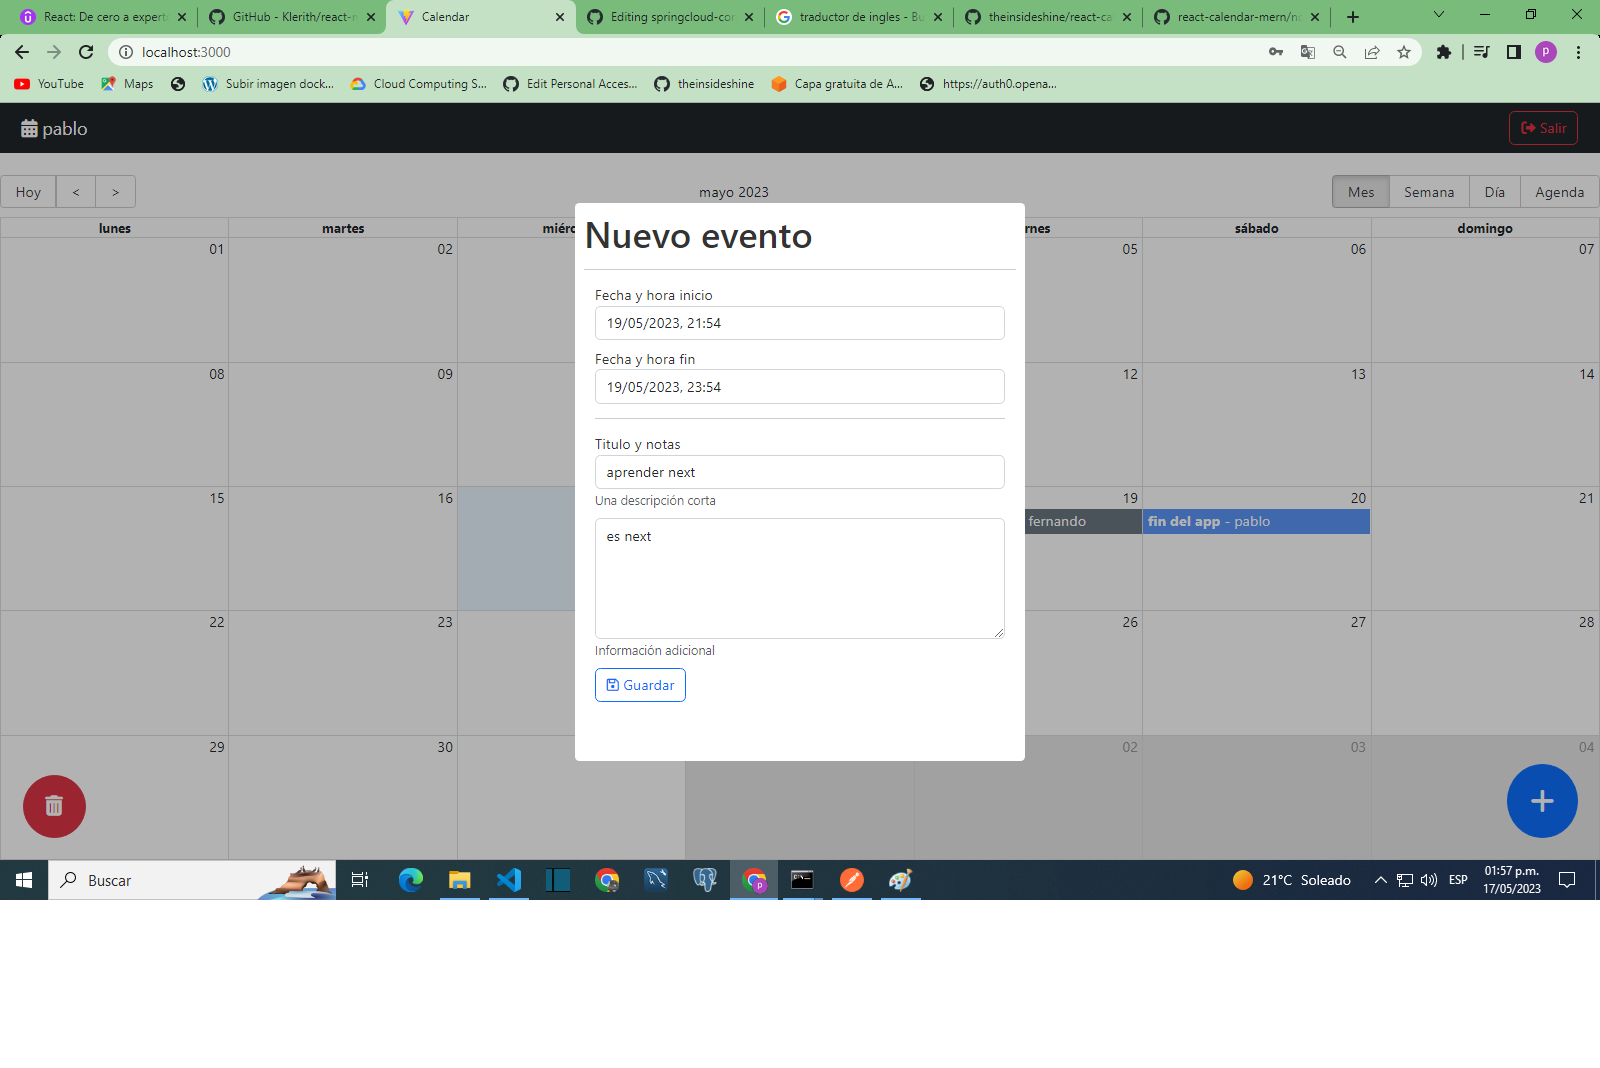 React: De cero a expert
GitHub - Klerith/react-n
Calendar
Editing springcloud-con
traductor de ingles - Bu
theinsideshine/react-ca
react-calendar-mern/no
localhost:3000
P
YouTube
Maps
Subir imagen dock...
Cloud Computing S...
Edit Personal Acces...
theinsideshine
Capa gratuita de A...
https://auth0.opena...
pablo
Salir
Hoy
<
>
mayo 2023
Mes
Semana
Día
Agenda
lunes
martes
miérc
rnes
sábado
domingo
01
02
05
06
07
08
09
12
13
14
15
16
19
20
21
fernando
fin del app - pablo
22
23
26
27
28
29
30
02
03
04
Nuevo evento
Fecha y hora inicio
19/05/2023, 21:54
Fecha y hora fin
19/05/2023, 23:54
Titulo y notas
aprender next
Una descripción corta
es next
Información adicional
Guardar
Buscar
21°C Soleado
ESP
01:57 p.m.
17/05/2023